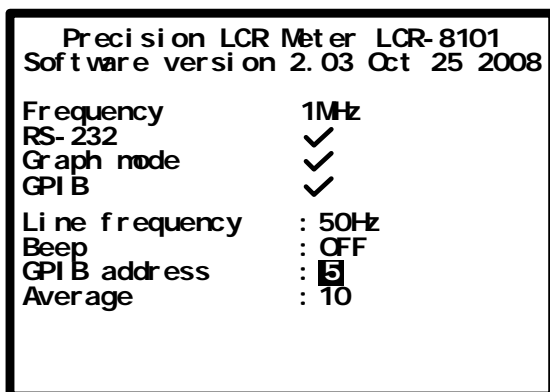 Precision LCR Meter LCR-8101
Software version 2.03 Oct 25 2008
Frequency 1MHz
RS-232 ✓
Graph mode ✓
GPIB ✓
Line frequency : 50Hz
Beep : OFF
GPIB address : 5
Average : 10